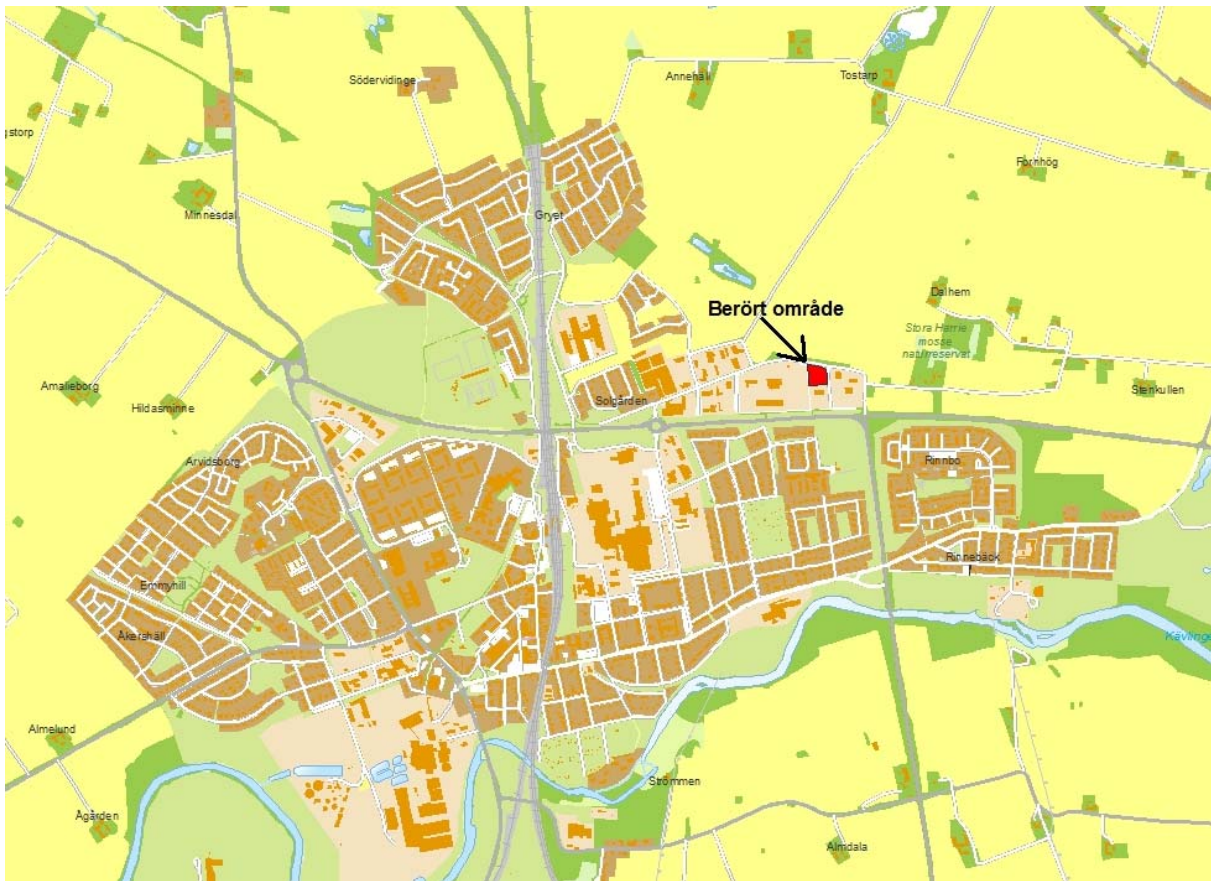 Södervidinge
Annehäll
Tostarp
gstorp
Fornhög
Minnesdal
Gryet
Dalhem
Berört område
Stora Harrie
mosse
naturreservat
Amalieborg
Hildasminne
Solgården
Stenkullen
Arvidsborg
Rinnbo
Rinnebäck
Emmyhill
Åkershäll
Kävlinge
Almelund
Strömmen
Ågården
Almdala